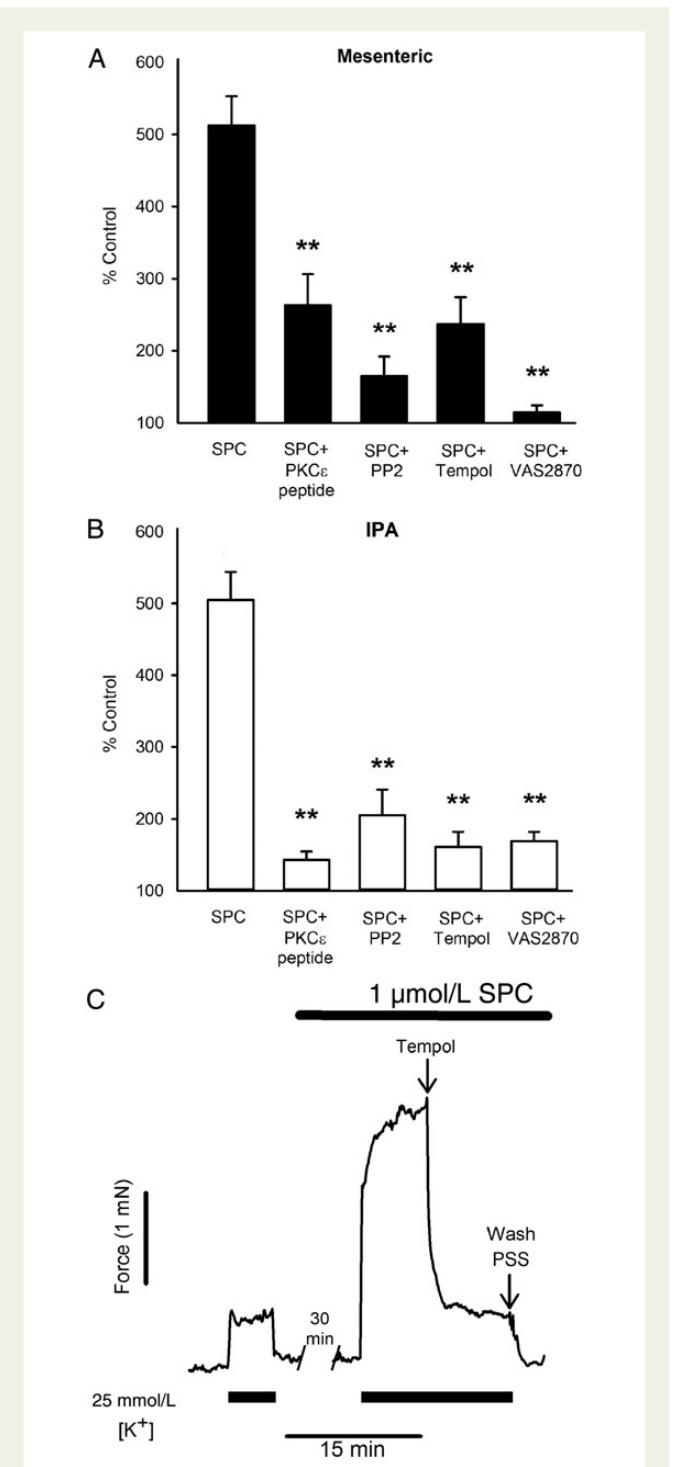 A
Mesenteric
600
500
400
300
200
100
% Control
**
**
**
**
SPC
SPC+
PKCε
peptide
SPC+
PP2
SPC+
Tempol
SPC+
VAS2870
B
IPA
600
500
400
300
200
100
% Control
**
**
**
**
SPC
SPC+
PKCε
peptide
SPC+
PP2
SPC+
Tempol
SPC+
VAS2870
C
1 μmol/L SPC
Tempol
Force (1 mN)
Wash
PSS
30
min
25 mmol/L
[K⁺]
15 min